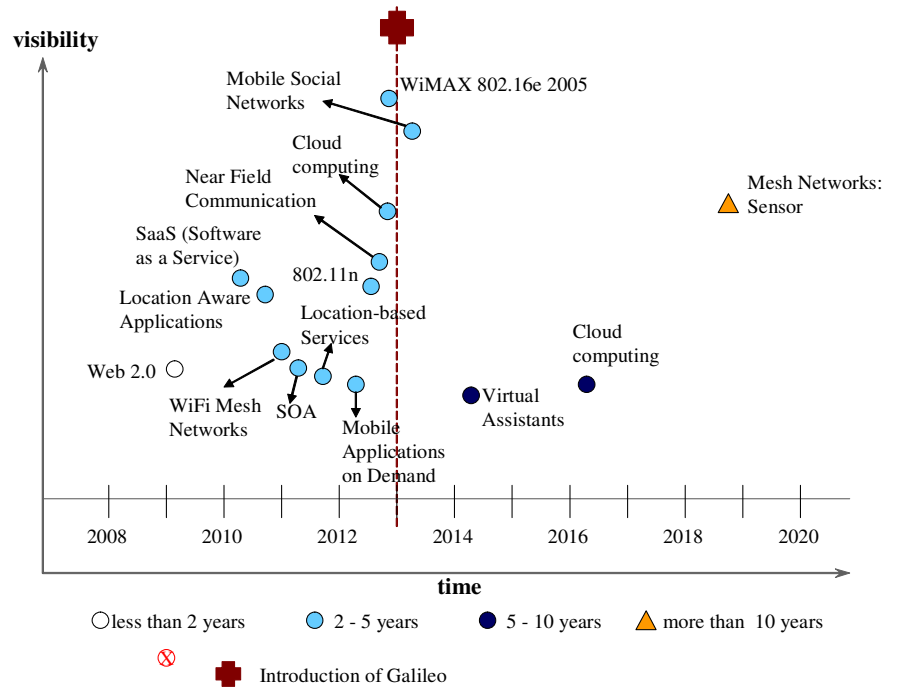 visibility
Mobile Social
Networks
WiMAX 802.16e 2005
Cloud
computing
Near Field
Communication
Mesh Networks:
Sensor
SaaS (Software
as a Service)
802.11n
Location Aware
Applications
Location-based
Services
Cloud
computing
Web 2.0
WiFi Mesh
Networks
SOA
Virtual
Assistants
Mobile
Applications
on Demand
2008 2010 2012 2014 2016 2018 2020
time
less than 2 years 2 - 5 years 5 - 10 years more than 10 years
X
Introduction of Galileo